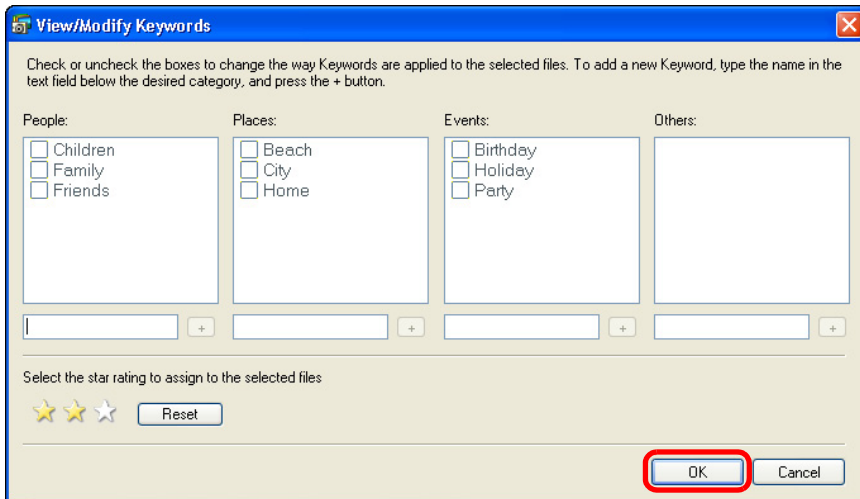 View/Modify Keywords
Check or uncheck the boxes to change the way Keywords are applied to the selected files. To add a new Keyword, type the name in the
text field below the desired category, and press the + button.
People: Places: Events: Others:
Children Beach Birthday
Family City Holiday
Friends Home Party
+ + + +
Select the star rating to assign to the selected files
Reset
OK Cancel